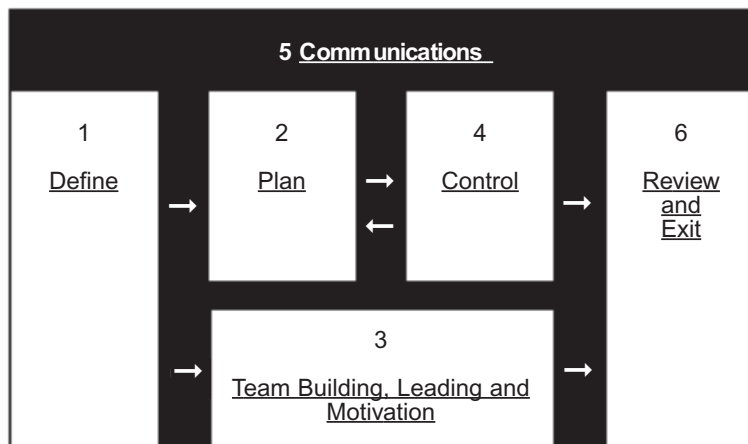 5 Communications
1
Define
2
Plan
4
Control
6
Review
and
Exit
3
Team Building, Leading and
Motivation